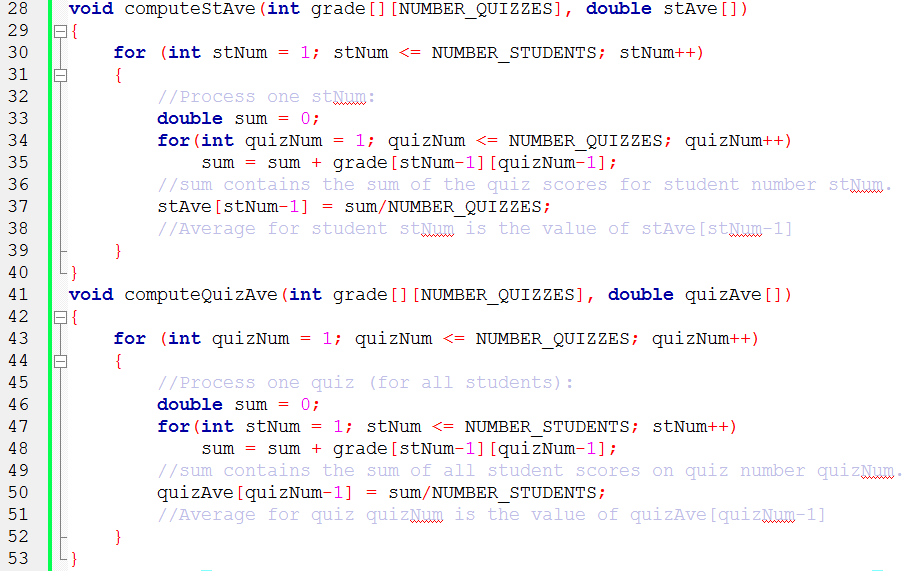 28 void computeStAve(int grade[][NUMBER_QUIZZES], double stAve[])
29 {
30 for (int stNum = 1; stNum <= NUMBER_STUDENTS; stNum++)
31 {
32 //Process one stNum:
33 double sum = 0;
34 for(int quizNum = 1; quizNum <= NUMBER_QUIZZES; quizNum++)
35 sum = sum + grade[stNum-1][quizNum-1];
36 //sum contains the sum of the quiz scores for student number stNum.
37 stAve[stNum-1] = sum/NUMBER_QUIZZES;
38 //Average for student stNum is the value of stAve[stNum-1]
39 }
40 }
41 void computeQuizAve(int grade[][NUMBER_QUIZZES], double quizAve[])
42 {
43 for (int quizNum = 1; quizNum <= NUMBER_QUIZZES; quizNum++)
44 {
45 //Process one quiz (for all students):
46 double sum = 0;
47 for(int stNum = 1; stNum <= NUMBER_STUDENTS; stNum++)
48 sum = sum + grade[stNum-1][quizNum-1];
49 //sum contains the sum of all student scores on quiz number quizNum.
50 quizAve[quizNum-1] = sum/NUMBER_STUDENTS;
51 //Average for quiz quizNum is the value of quizAve[quizNum-1]
52 }
53 }